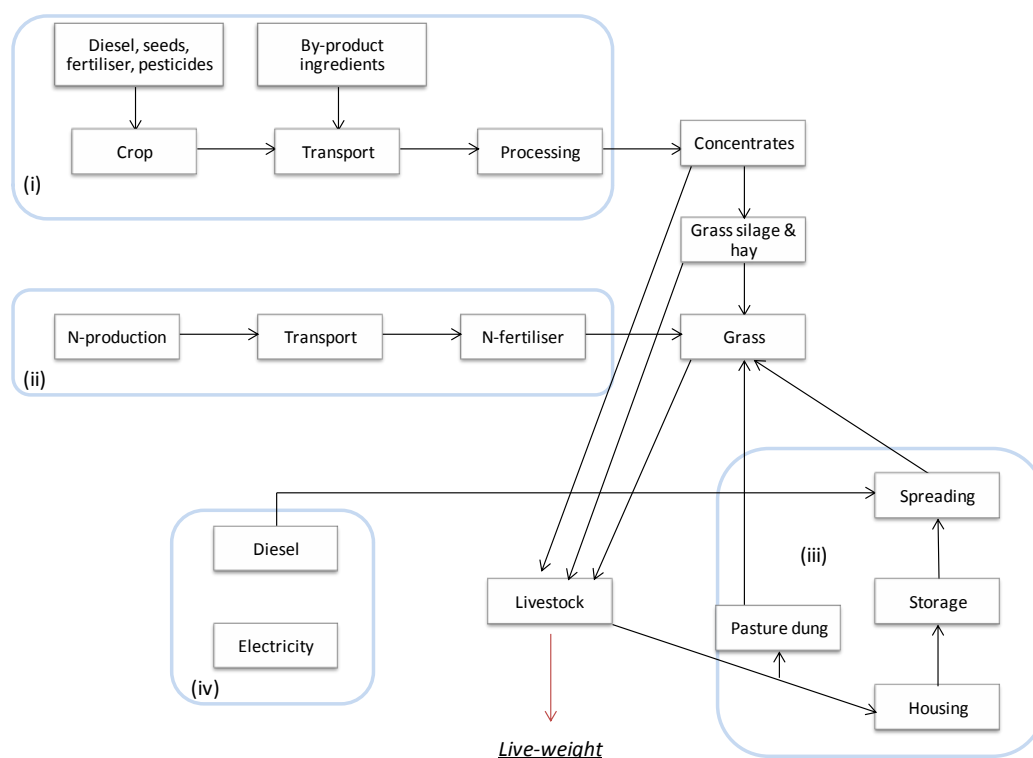 Diesel, seeds,
fertiliser, pesticides
By-product
ingredients
Crop
Transport
Processing
Concentrates
(i)
Grass silage &
hay
N-production
Transport
N-fertiliser
Grass
(ii)
Spreading
Diesel
(iii)
Livestock
Storage
Pasture dung
Electricity
(iv)
Housing
Live-weight